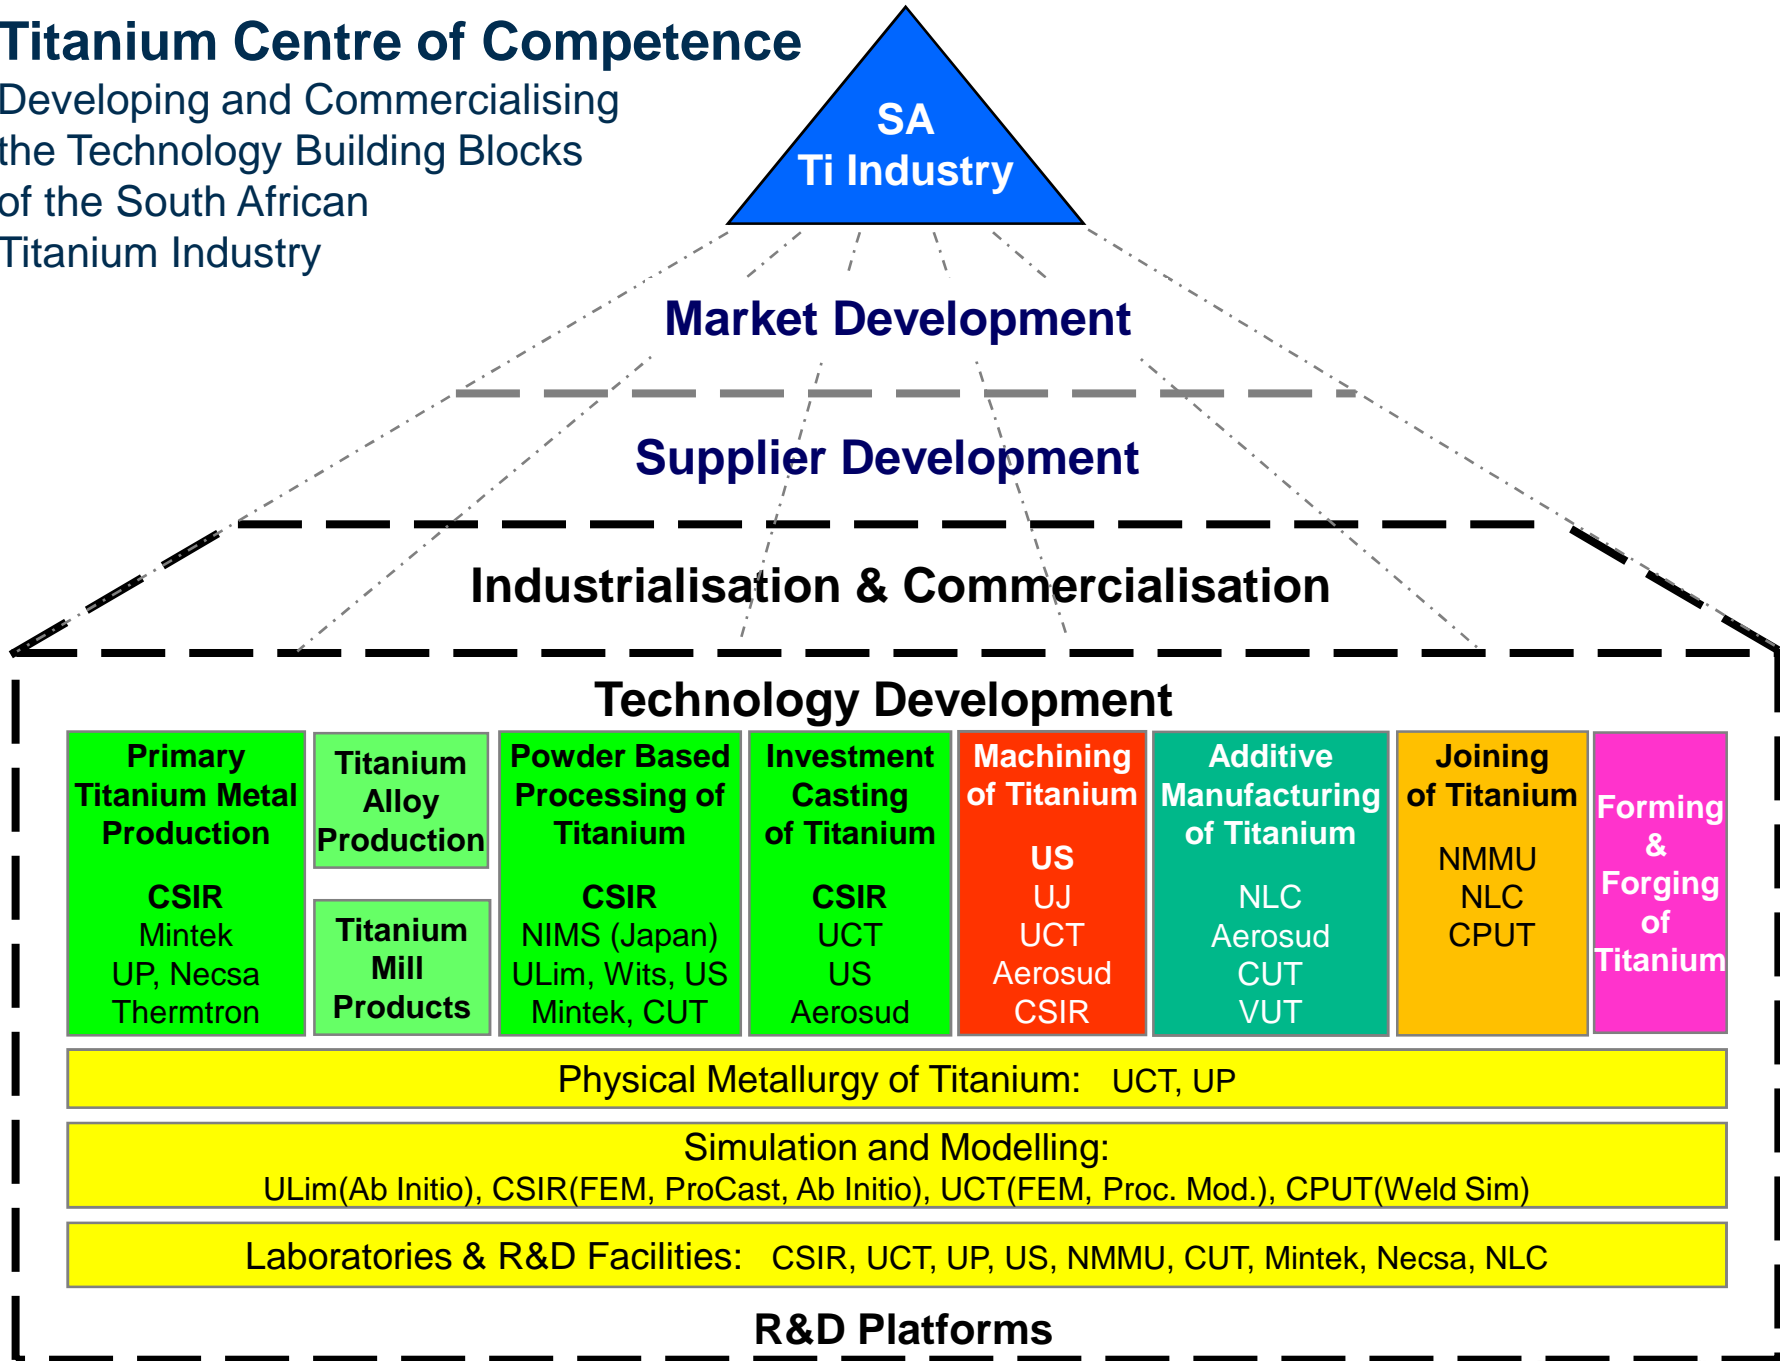 Titanium Centre of Competence
Developing and Commercialising
the Technology Building Blocks
of the South African
Titanium Industry
SA
Ti Industry
Market Development
Supplier Development
Industrialisation & Commercialisation
Technology Development
Primary
Titanium Metal
Production
CSIR
Mintek
UP, Necsa
Thermtron
Titanium
Alloy
Production
Titanium
Mill
Products
Powder Based
Processing of
Titanium
CSIR
NIMS (Japan)
ULim, Wits, US
Mintek, CUT
Investment
Casting
of Titanium
CSIR
UCT
US
Aerosud
Machining
of Titanium
US
UJ
UCT
Aerosud
CSIR
Additive
Manufacturing
of Titanium
NLC
Aerosud
CUT
VUT
Joining
of Titanium
NMMU
NLC
CPUT
Forming
&
Forging
of
Titanium
Physical Metallurgy of Titanium: UCT, UP
Simulation and Modelling:
ULim(Ab Initio), CSIR(FEM, ProCast, Ab Initio), UCT(FEM, Proc. Mod.), CPUT(Weld Sim)
Laboratories & R&D Facilities: CSIR, UCT, UP, US, NMMU, CUT, Mintek, Necsa, NLC
R&D Platforms